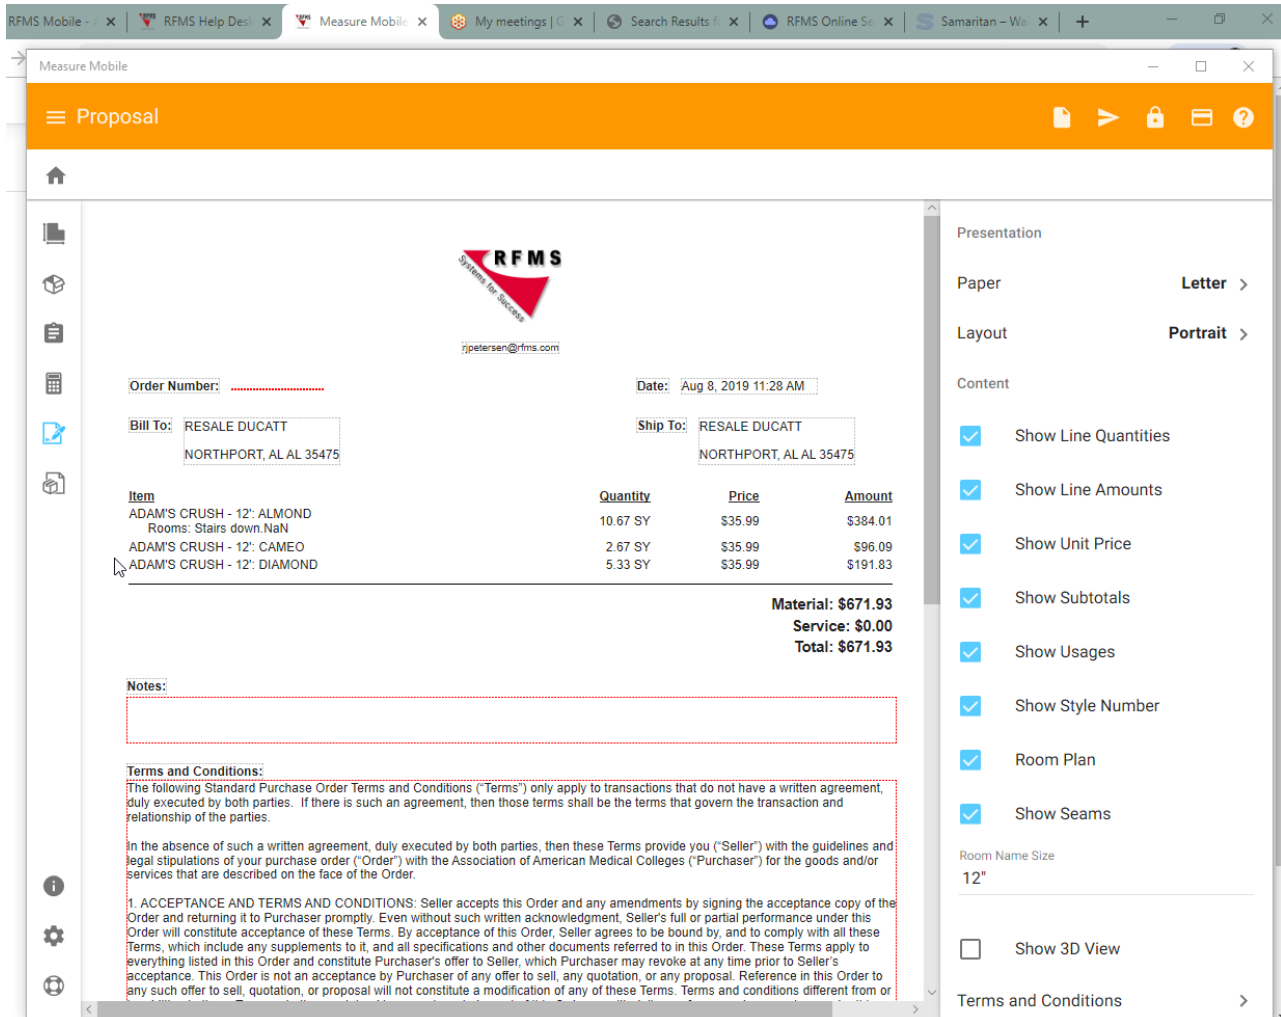 RFMS Mobile - A
RFMS Help Desk
Measure Mobile
My meetings | G
Search Results f
RFMS Online Se
Samaritan – Wa
Measure Mobile
Proposal
RFMS
Systems for Success
rjpetersen@rfms.com
Order Number:
Date: Aug 8, 2019 11:28 AM
Bill To: RESALE DUCATT
NORTHPORT, AL AL 35475
Ship To: RESALE DUCATT
NORTHPORT, AL AL 35475
Item Quantity Price Amount
ADAM'S CRUSH - 12': ALMOND 10.67 SY $35.99 $384.01
Rooms: Stairs down.NaN
ADAM'S CRUSH - 12': CAMEO 2.67 SY $35.99 $96.09
ADAM'S CRUSH - 12': DIAMOND 5.33 SY $35.99 $191.83
Material: $671.93
Service: $0.00
Total: $671.93
Notes:
Terms and Conditions:
The following Standard Purchase Order Terms and Conditions (“Terms”) only apply to transactions that do not have a written agreement,
duly executed by both parties. If there is such an agreement, then those terms shall be the terms that govern the transaction and
relationship of the parties.
In the absence of such a written agreement, duly executed by both parties, then these Terms provide you (“Seller”) with the guidelines and
legal stipulations of your purchase order (“Order”) with the Association of American Medical Colleges (“Purchaser”) for the goods and/or
services that are described on the face of the Order.
1. ACCEPTANCE AND TERMS AND CONDITIONS: Seller accepts this Order and any amendments by signing the acceptance copy of the
Order and returning it to Purchaser promptly. Even without such written acknowledgment, Seller's full or partial performance under this
Order will constitute acceptance of these Terms. By acceptance of this Order, Seller agrees to be bound by, and to comply with all these
Terms, which include any supplements to it, and all specifications and other documents referred to in this Order. These Terms apply to
everything listed in this Order and constitute Purchaser's offer to Seller, which Purchaser may revoke at any time prior to Seller's
acceptance. This Order is not an acceptance by Purchaser of any offer to sell, any quotation, or any proposal. Reference in this Order to
any such offer to sell, quotation, or proposal will not constitute a modification of any of these Terms. Terms and conditions different from or
Presentation
Paper Letter
Layout Portrait
Content
Show Line Quantities
Show Line Amounts
Show Unit Price
Show Subtotals
Show Usages
Show Style Number
Room Plan
Show Seams
Room Name Size
12"
Show 3D View
Terms and Conditions